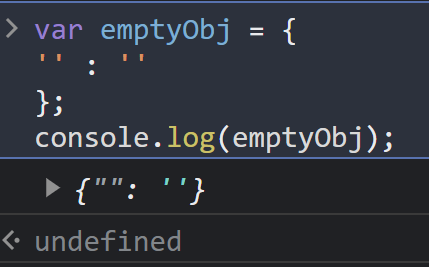 var emptyObj = {
'' : ''
};
console.log(emptyObj);
{"": ''}
undefined